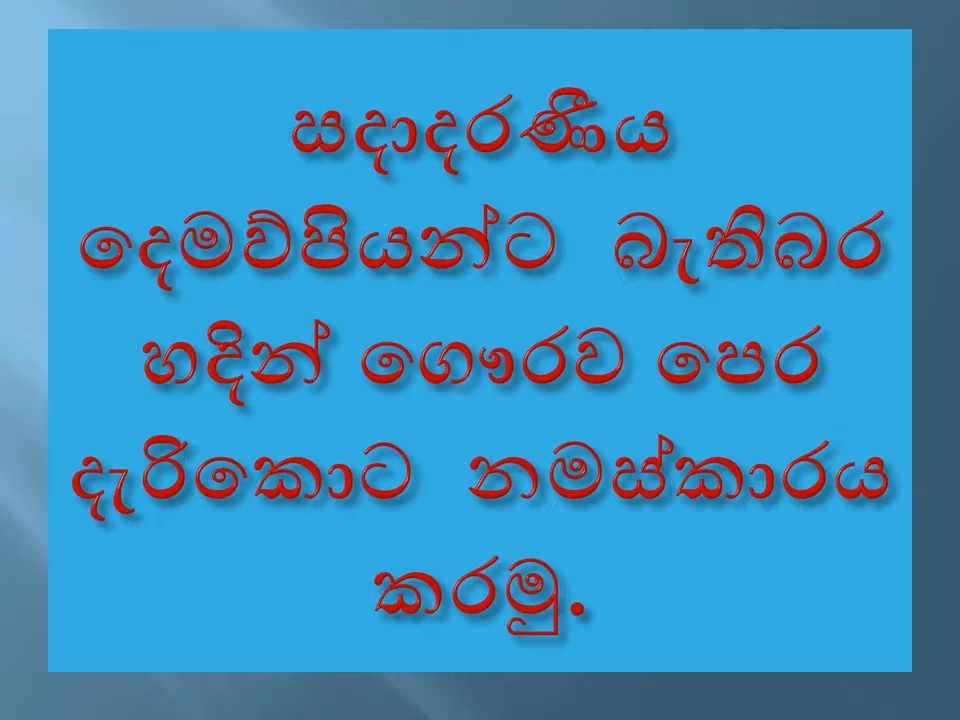 සදාදරණීය
දෙමව්පියන්ට බැතිබර
හදින් ගෞරව පෙර
දැරිකොට නමස්කාරය
කරමු.